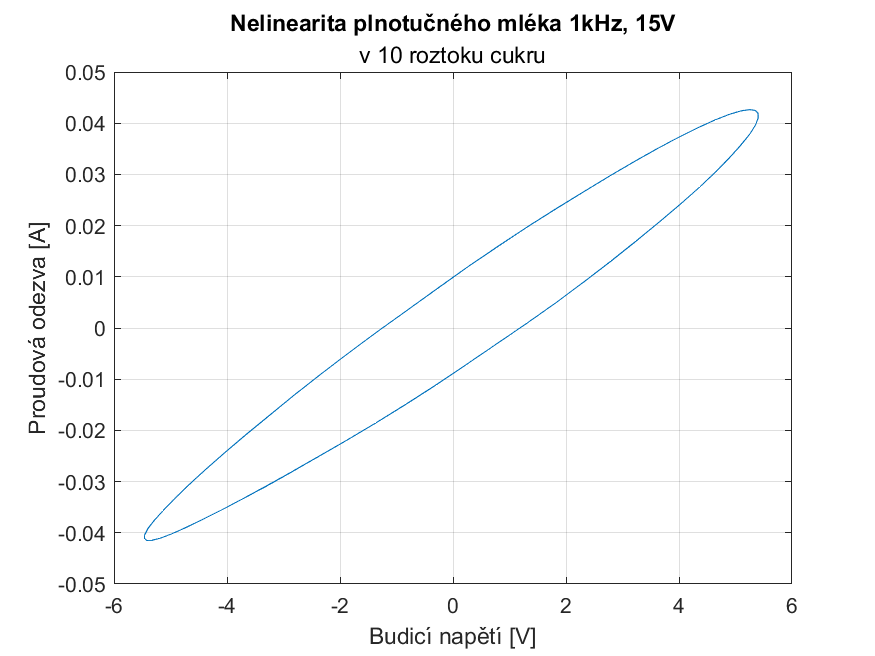 Nelinearita plnotučného mléka 1kHz, 15V
v 10 roztoku cukru
0.05
0.04
0.03
0.02
0.01
0
-0.01
-0.02
-0.03
-0.04
-0.05
Proudová odezva [A]
-6 -4 -2 0 2 4 6
Budicí napětí [V]